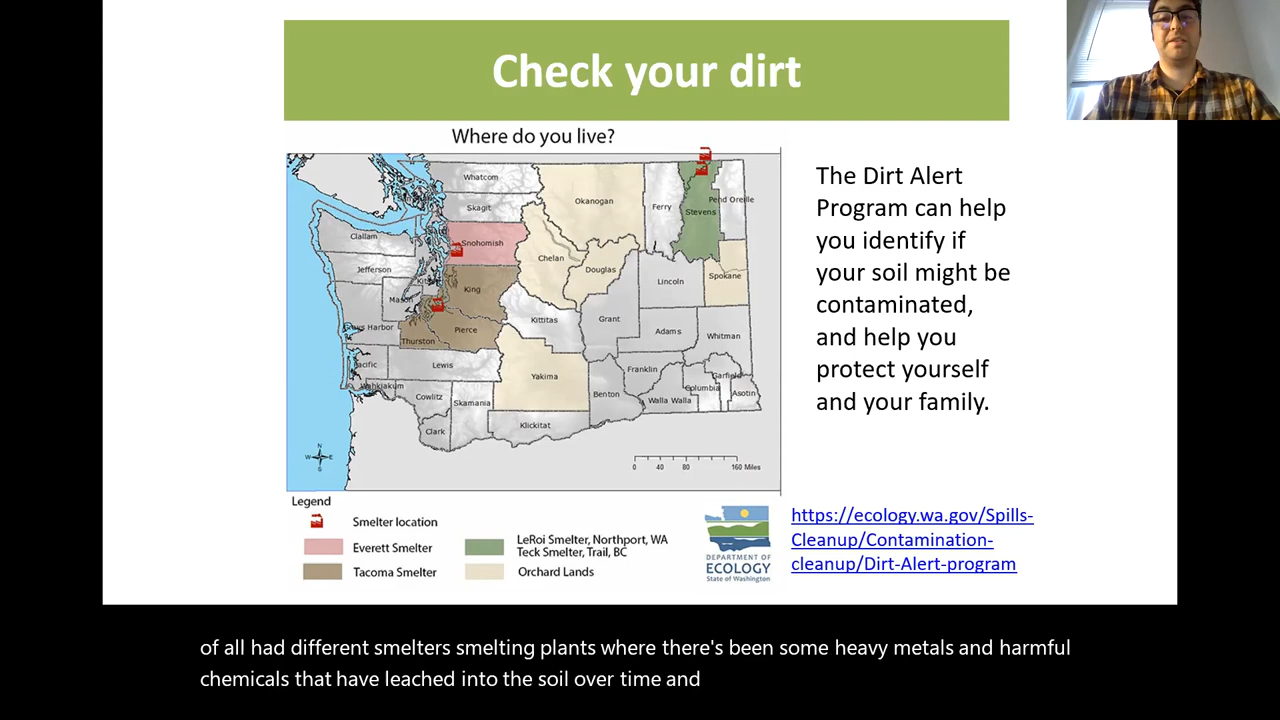 Check your dirt
Where do you live?
Whatcom
Skagit
Okanogan
Ferry
Stevens
Pend Oreille
Clallam
Snohomish
Chelan
Douglas
Jefferson
Spokane
Lincoln
King
Mason
Grant
Kittitas
Grays Harbor
Pierce
Adams
Whitman
Thurston
Pacific
Lewis
Franklin
Garfield
Yakima
Wahkiakum
Columbia
Cowlitz
Skamania
Benton
Walla Walla
Asotin
Clark
Klickitat
N
W E
S
0 40 80 160 Miles
The Dirt Alert
Program can help
you identify if
your soil might be
contaminated,
and help you
protect yourself
and your family.
Legend
Smelter location
Everett Smelter
Tacoma Smelter
LeRoi Smelter, Northport, WA
Teck Smelter, Trail, BC
Orchard Lands
DEPARTMENT OF
ECOLOGY
State of Washington
https://ecology.wa.gov/Spills-
Cleanup/Contamination-
cleanup/Dirt-Alert-program
of all had different smelters smelting plants where there's been some heavy metals and harmful
chemicals that have leached into the soil over time and